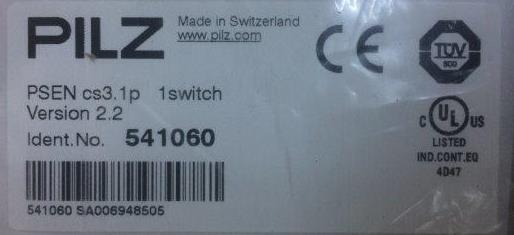 PILZ
Made in Switzerland
www.pilz.com
CE
TÜV
SÜD
PSEN cs3.1p 1switch
Version 2.2
Ident.No. 541060
C UL US
LISTED
IND.CONT.EQ
4D47
541060 SA006948505